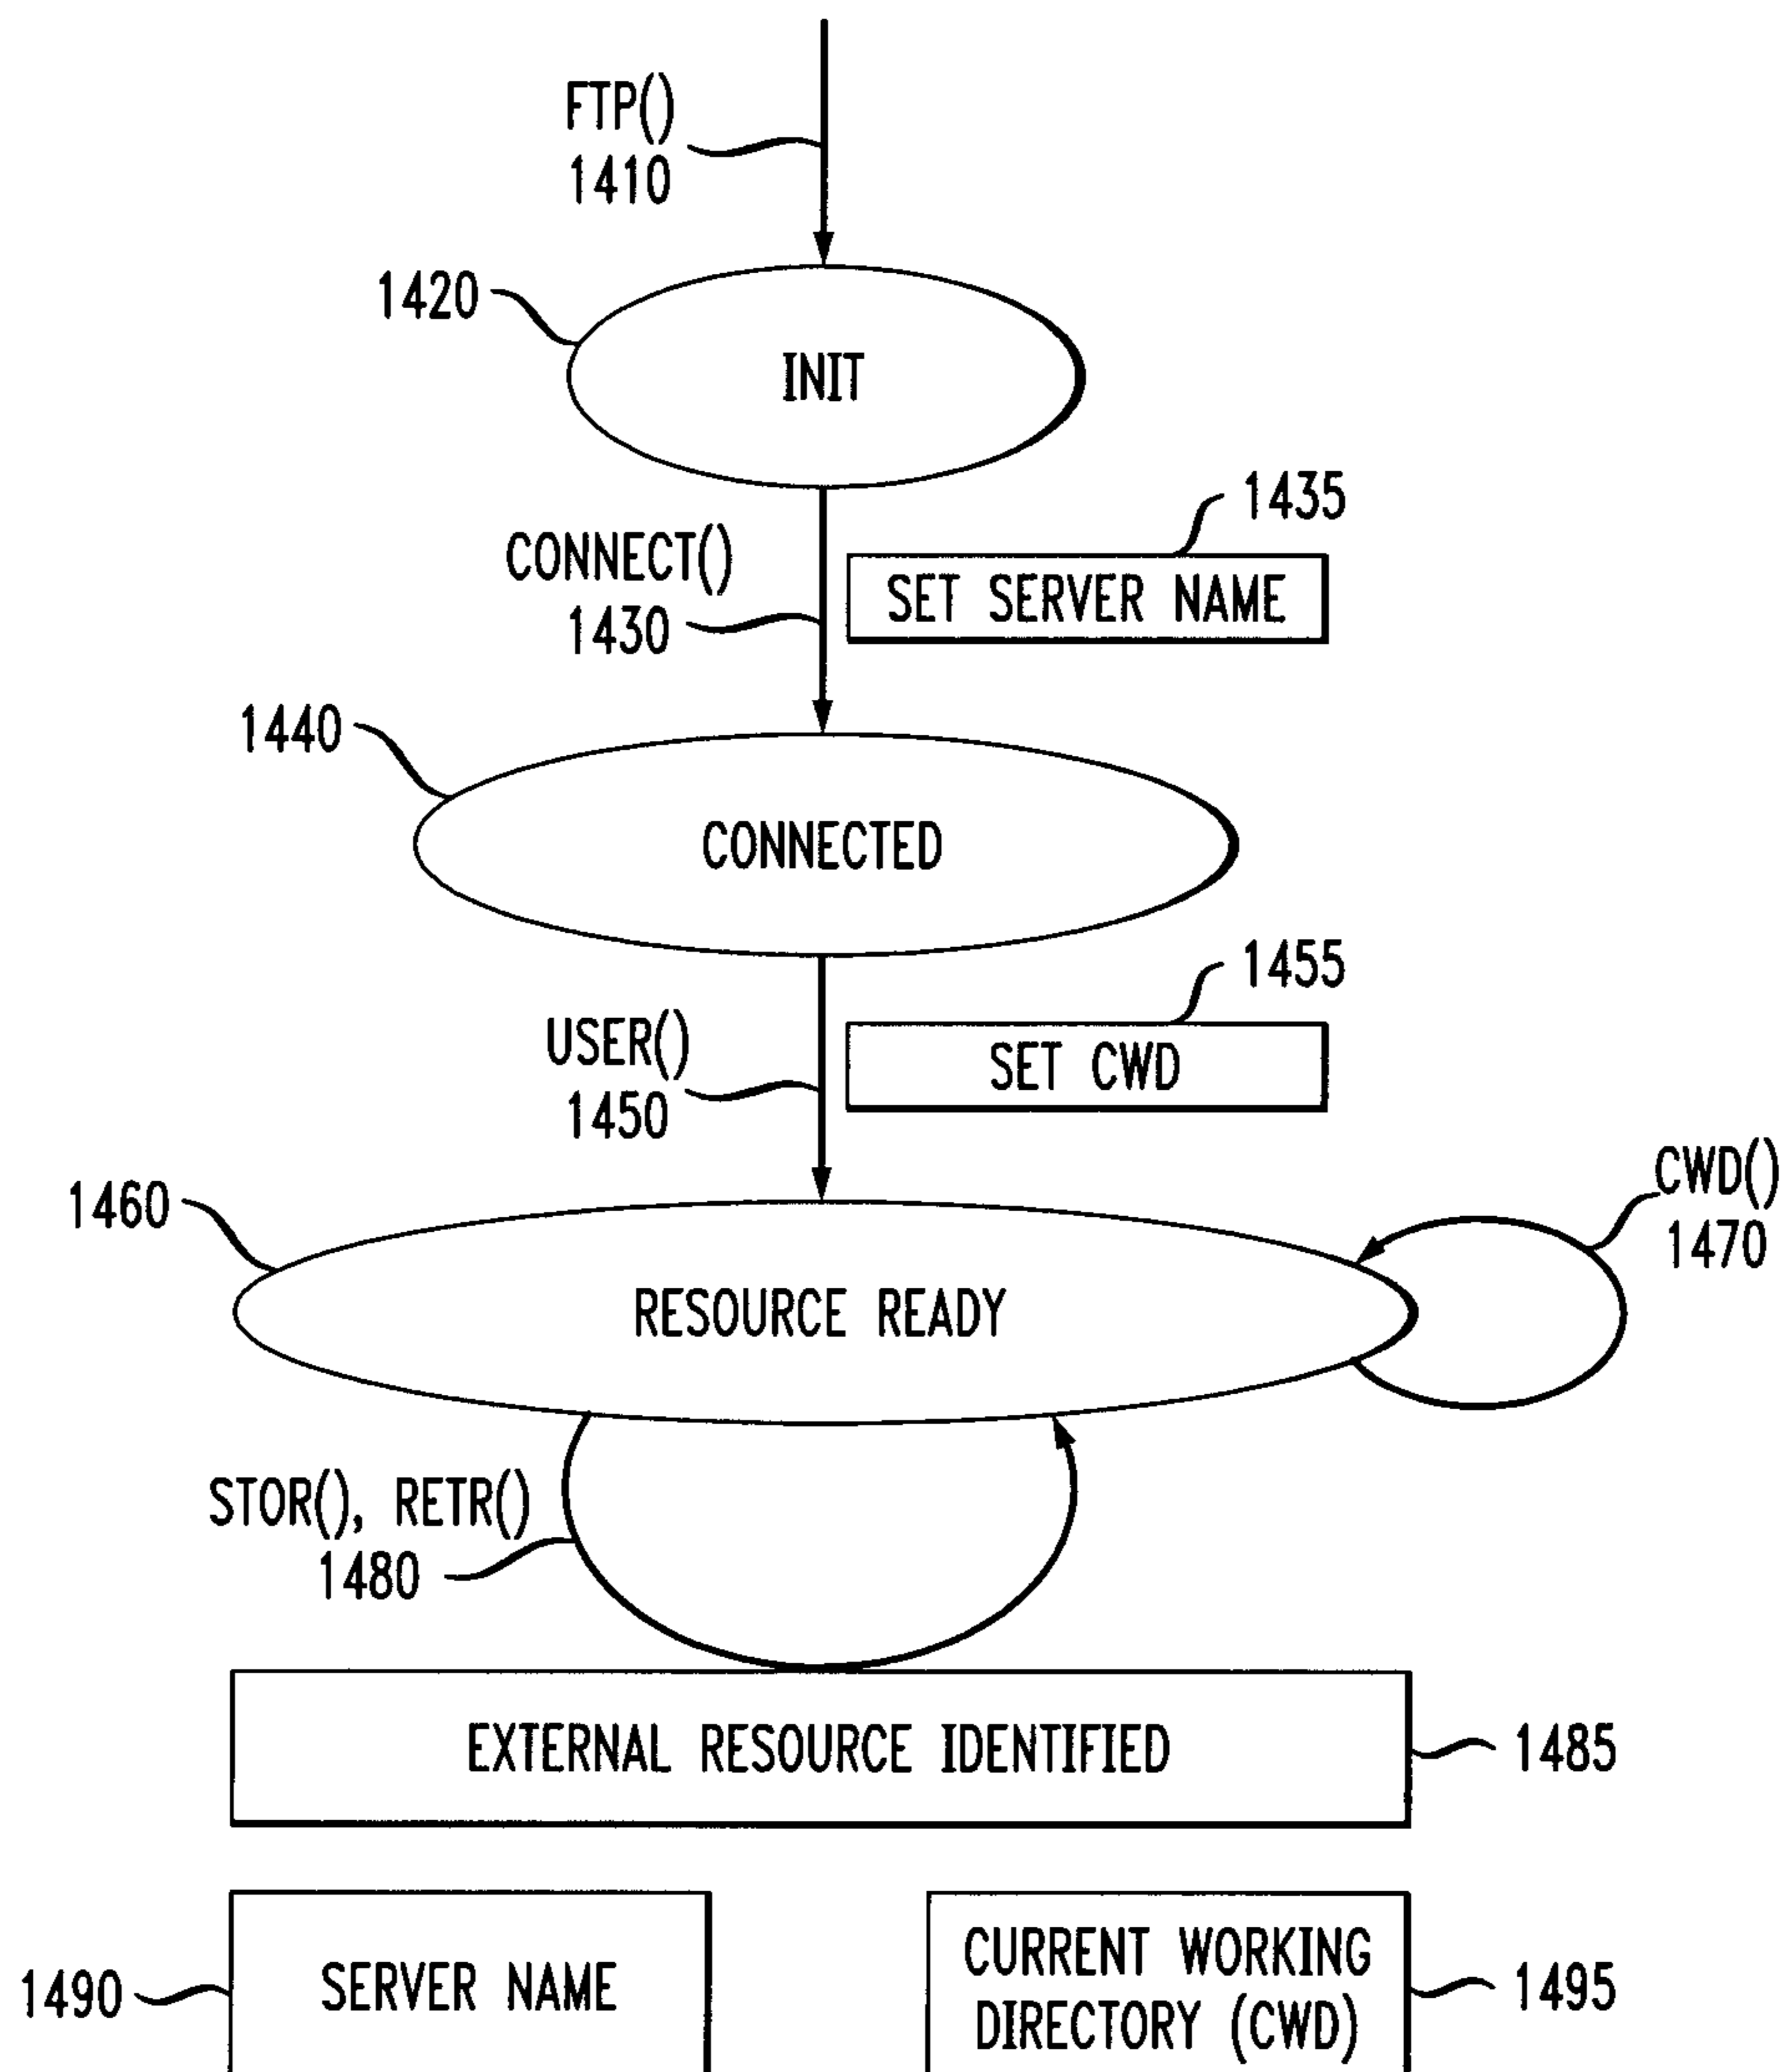 FTP()
1410
1420
INIT
1435
CONNECT()
1430
SET SERVER NAME
1440
CONNECTED
1455
USER()
1450
SET CWD
CWD()
1470
1460
RESOURCE READY
STOR(), RETR()
1480
EXTERNAL RESOURCE IDENTIFIED
1485
1490
SERVER NAME
CURRENT WORKING
DIRECTORY (CWD)
1495